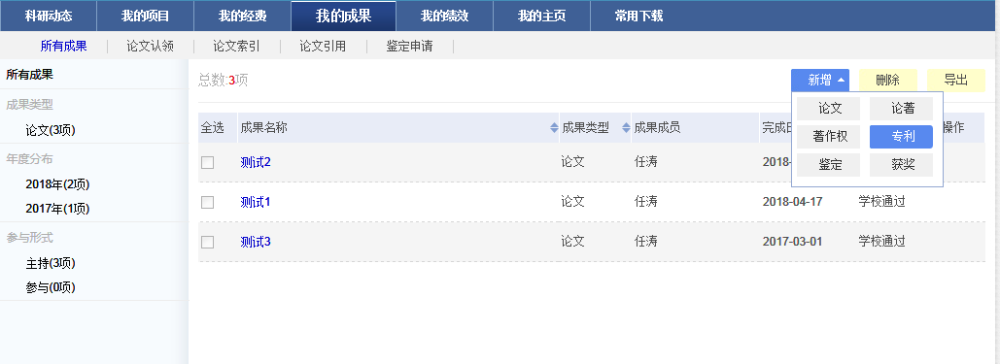 科研动态 我的项目 我的经费 我的成果 我的绩效 我的主页 常用下载
所有成果 论文认领 论文索引 论文引用 鉴定申请
所有成果
成果类型
论文(3项)
年度分布
2018年(2项)
2017年(1项)
参与形式
主持(3项)
参与(0项)
总数:3项 新增 删除 导出
论文 论著
著作权 专利
鉴定 获奖
全选 成果名称 成果类型 成果成员 完成日 操作
测试2 论文 任涛 2018-
测试1 论文 任涛 2018-04-17 学校通过
测试3 论文 任涛 2017-03-01 学校通过